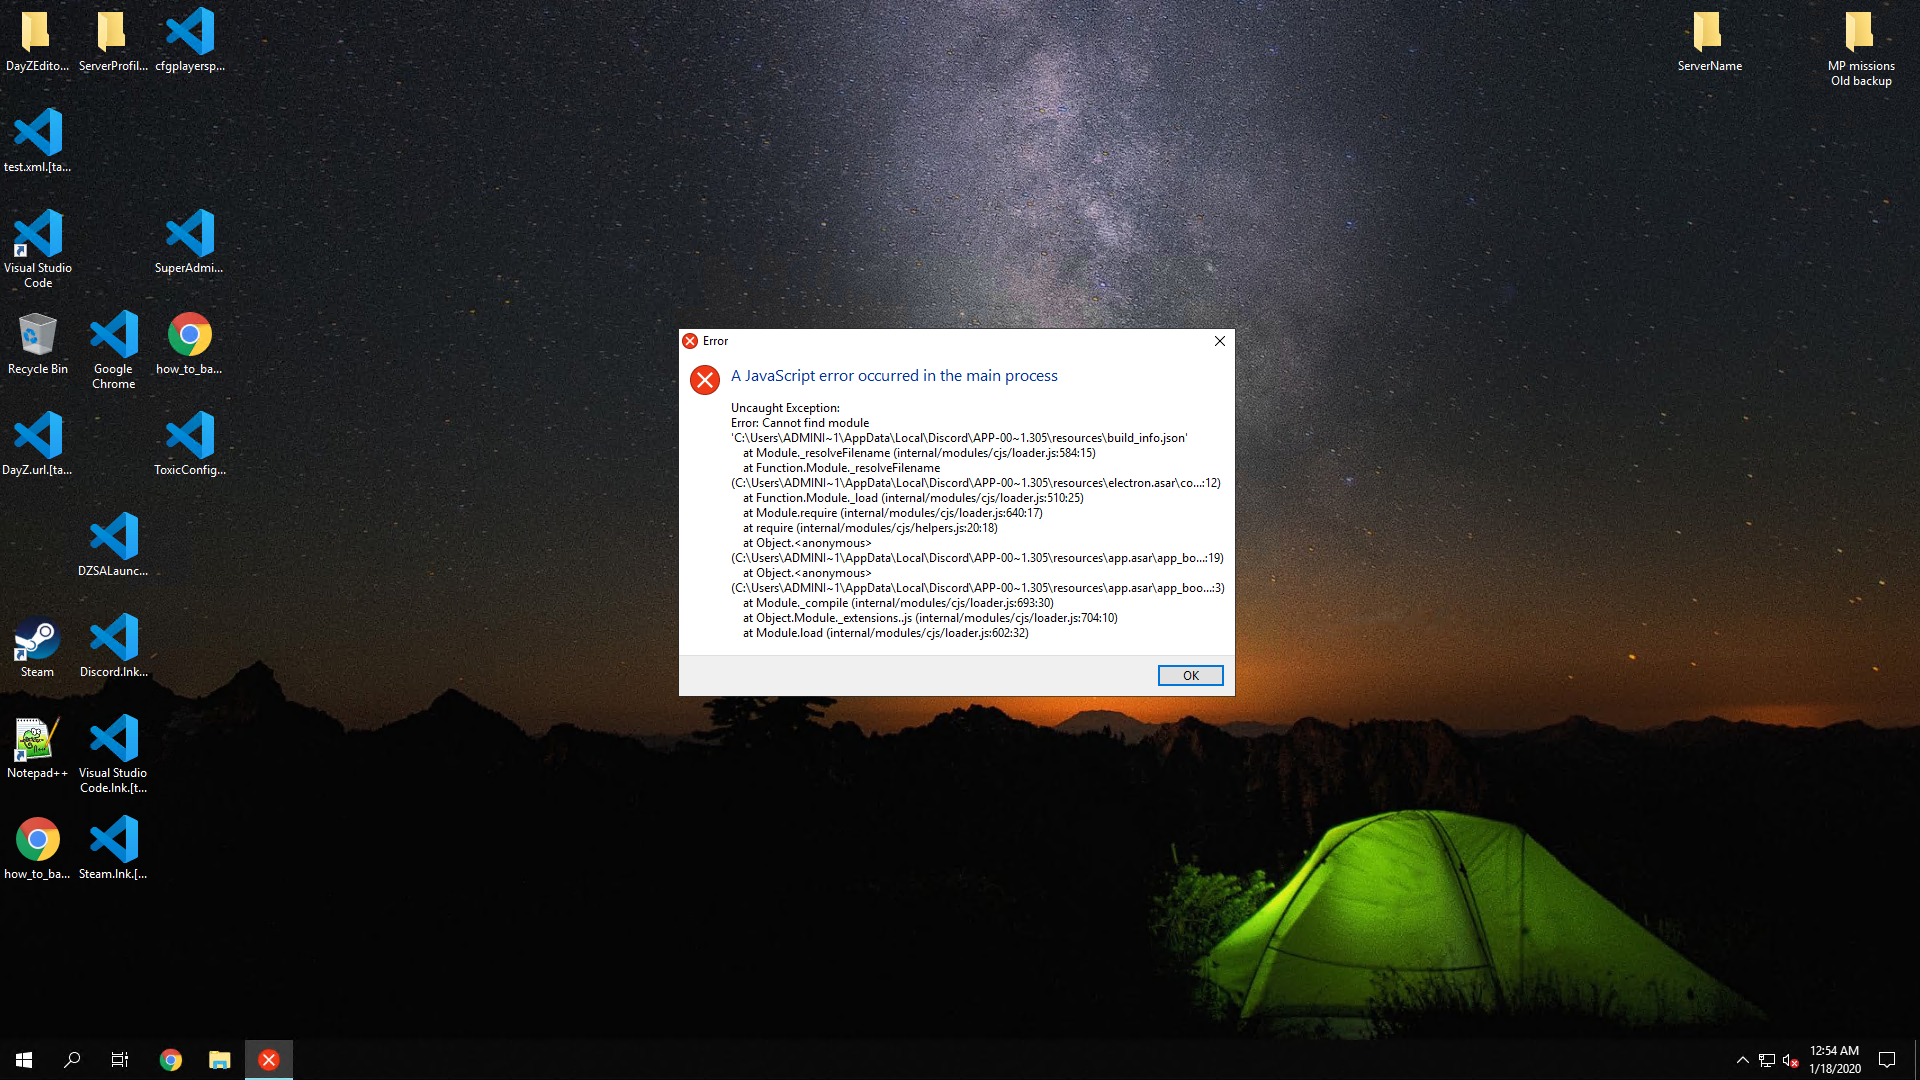 DayZEdito...
ServerProfil...
cfgplayersp...
ServerName
MP missions
Old backup
test.xml.[ta...
Visual Studio
Code
SuperAdmi...
Recycle Bin
Google
Chrome
how_to_ba...
DayZ.url.[ta...
ToxicConfig...
DZSALaunc...
Steam
Discord.lnk...
Notepad++
Visual Studio
Code.lnk.[t...
how_to_ba...
Steam.lnk.[...
Error
A JavaScript error occurred in the main process
Uncaught Exception:
Error: Cannot find module
'C:\Users\ADMINI~1\AppData\Local\Discord\APP-00~1.305\resources\build_info.json'
at Module._resolveFilename (internal/modules/cjs/loader.js:584:15)
at Function.Module._resolveFilename
(C:\Users\ADMINI~1\AppData\Local\Discord\APP-00~1.305\resources\electron.asar\co...:12)
at Function.Module._load (internal/modules/cjs/loader.js:510:25)
at Module.require (internal/modules/cjs/loader.js:640:17)
at require (internal/modules/cjs/helpers.js:20:18)
at Object.<anonymous>
(C:\Users\ADMINI~1\AppData\Local\Discord\APP-00~1.305\resources\app.asar\app_bo...:19)
at Object.<anonymous>
(C:\Users\ADMINI~1\AppData\Local\Discord\APP-00~1.305\resources\app.asar\app_boo...:3)
at Module._compile (internal/modules/cjs/loader.js:693:30)
at Object.Module._extensions..js (internal/modules/cjs/loader.js:704:10)
at Module.load (internal/modules/cjs/loader.js:602:32)
OK
12:54 AM
1/18/2020